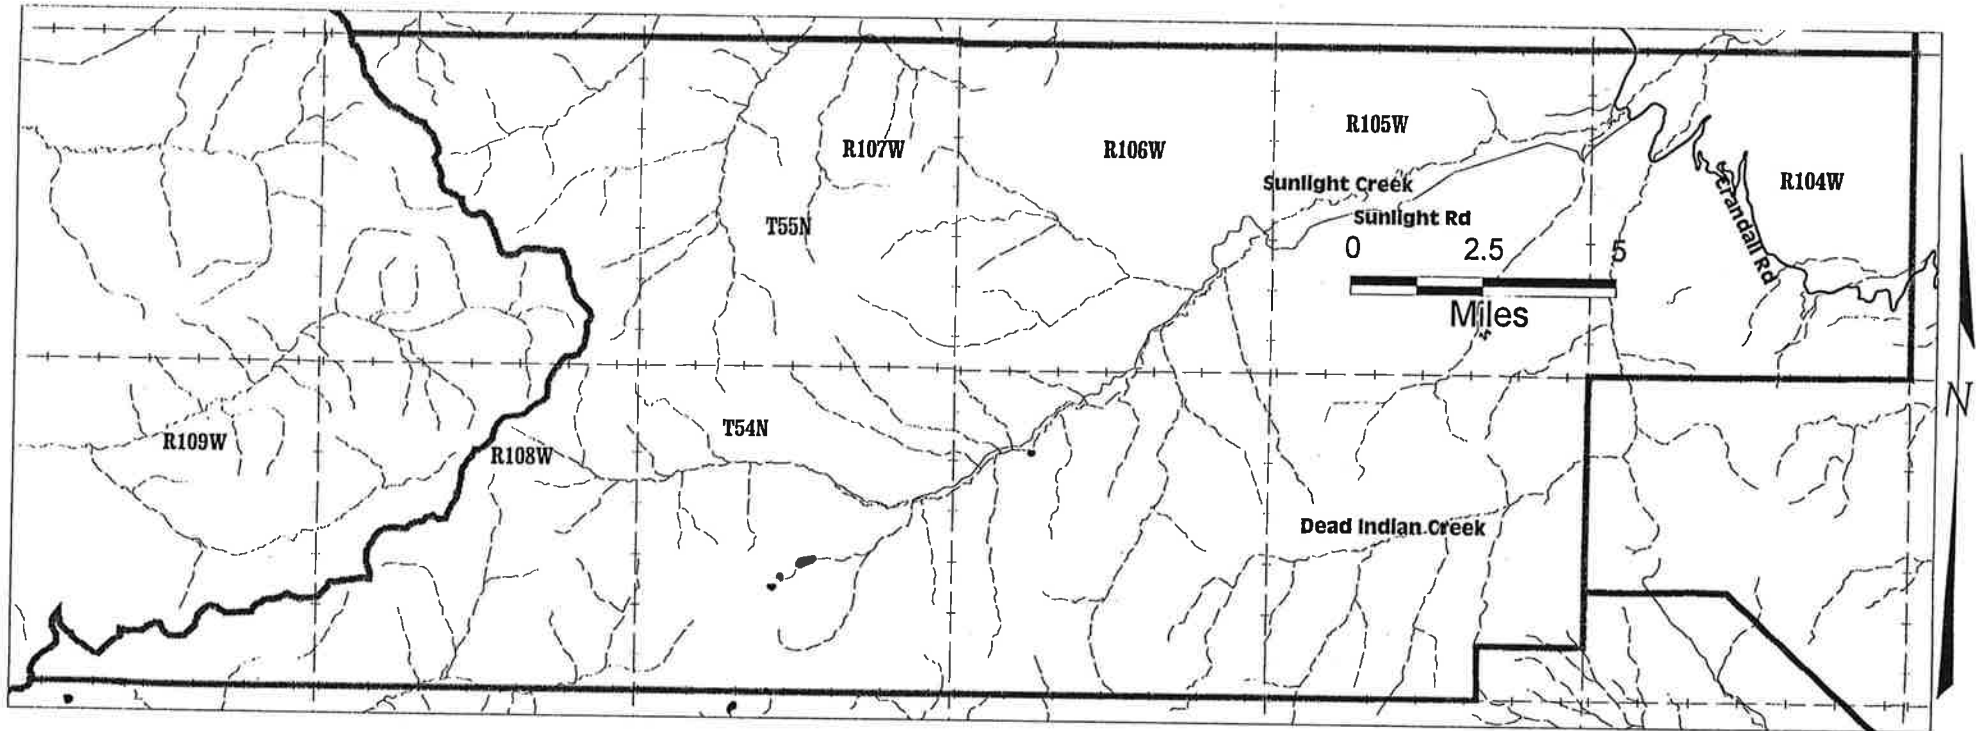 R105W
R107W
R106W
R104W
Sunlight Creek
Crandall Rd
Sunlight Rd
T55N
0 2.5 5
Miles
N
T54N
R109W
R108W
Dead Indian Creek